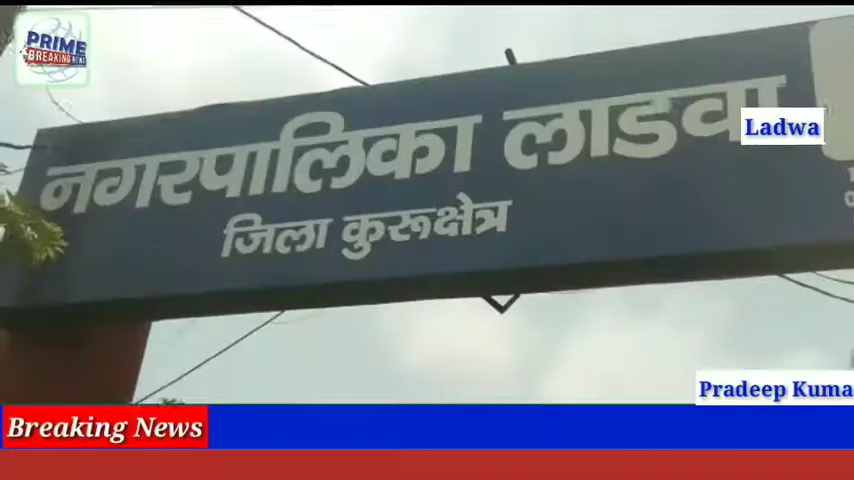 PRIME
BREAKING NEWS
नगरपालिका लाडवा
Ladwa
जिला कुरूक्षेत्र
Pradeep Kuma
Breaking News